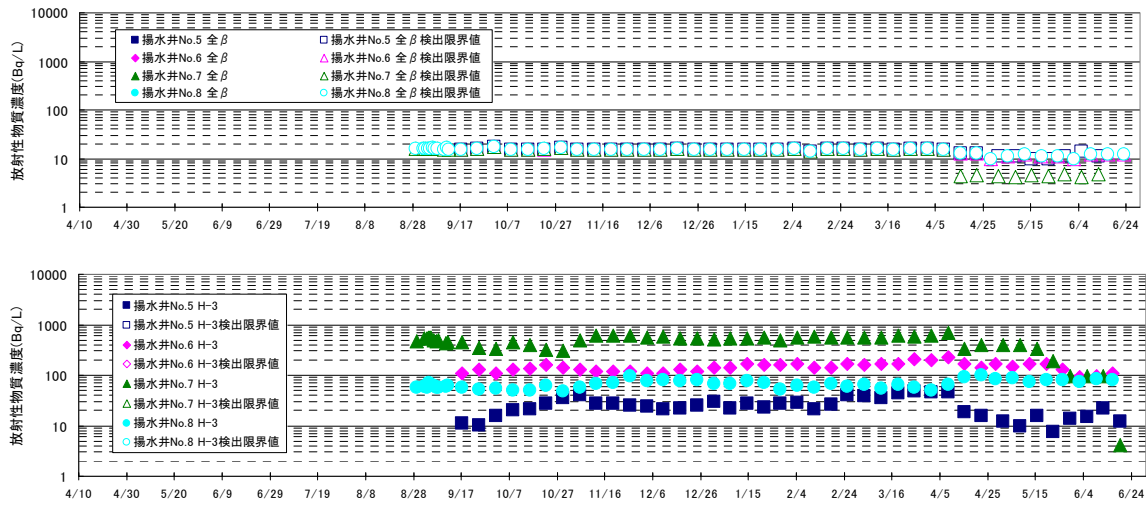 放射性物質濃度(Bq/L)
10000
1000
100
10
1
揚水井No.5 全β
揚水井No.5 全β検出限界値
揚水井No.6 全β
揚水井No.6 全β検出限界値
揚水井No.7 全β
揚水井No.7 全β検出限界値
揚水井No.8 全β
揚水井No.8 全β検出限界値
4/10 4/30 5/20 6/9 6/29 7/19 8/8 8/28 9/17 10/7 10/27 11/16 12/6 12/26 1/15 2/4 2/24 3/16 4/5 4/25 5/15 6/4 6/24
放射性物質濃度(Bq/L)
10000
1000
100
10
1
揚水井No.5 H-3
揚水井No.5 H-3検出限界値
揚水井No.6 H-3
揚水井No.6 H-3検出限界値
揚水井No.7 H-3
揚水井No.7 H-3検出限界値
揚水井No.8 H-3
揚水井No.8 H-3検出限界値
4/10 4/30 5/20 6/9 6/29 7/19 8/8 8/28 9/17 10/7 10/27 11/16 12/6 12/26 1/15 2/4 2/24 3/16 4/5 4/25 5/15 6/4 6/24